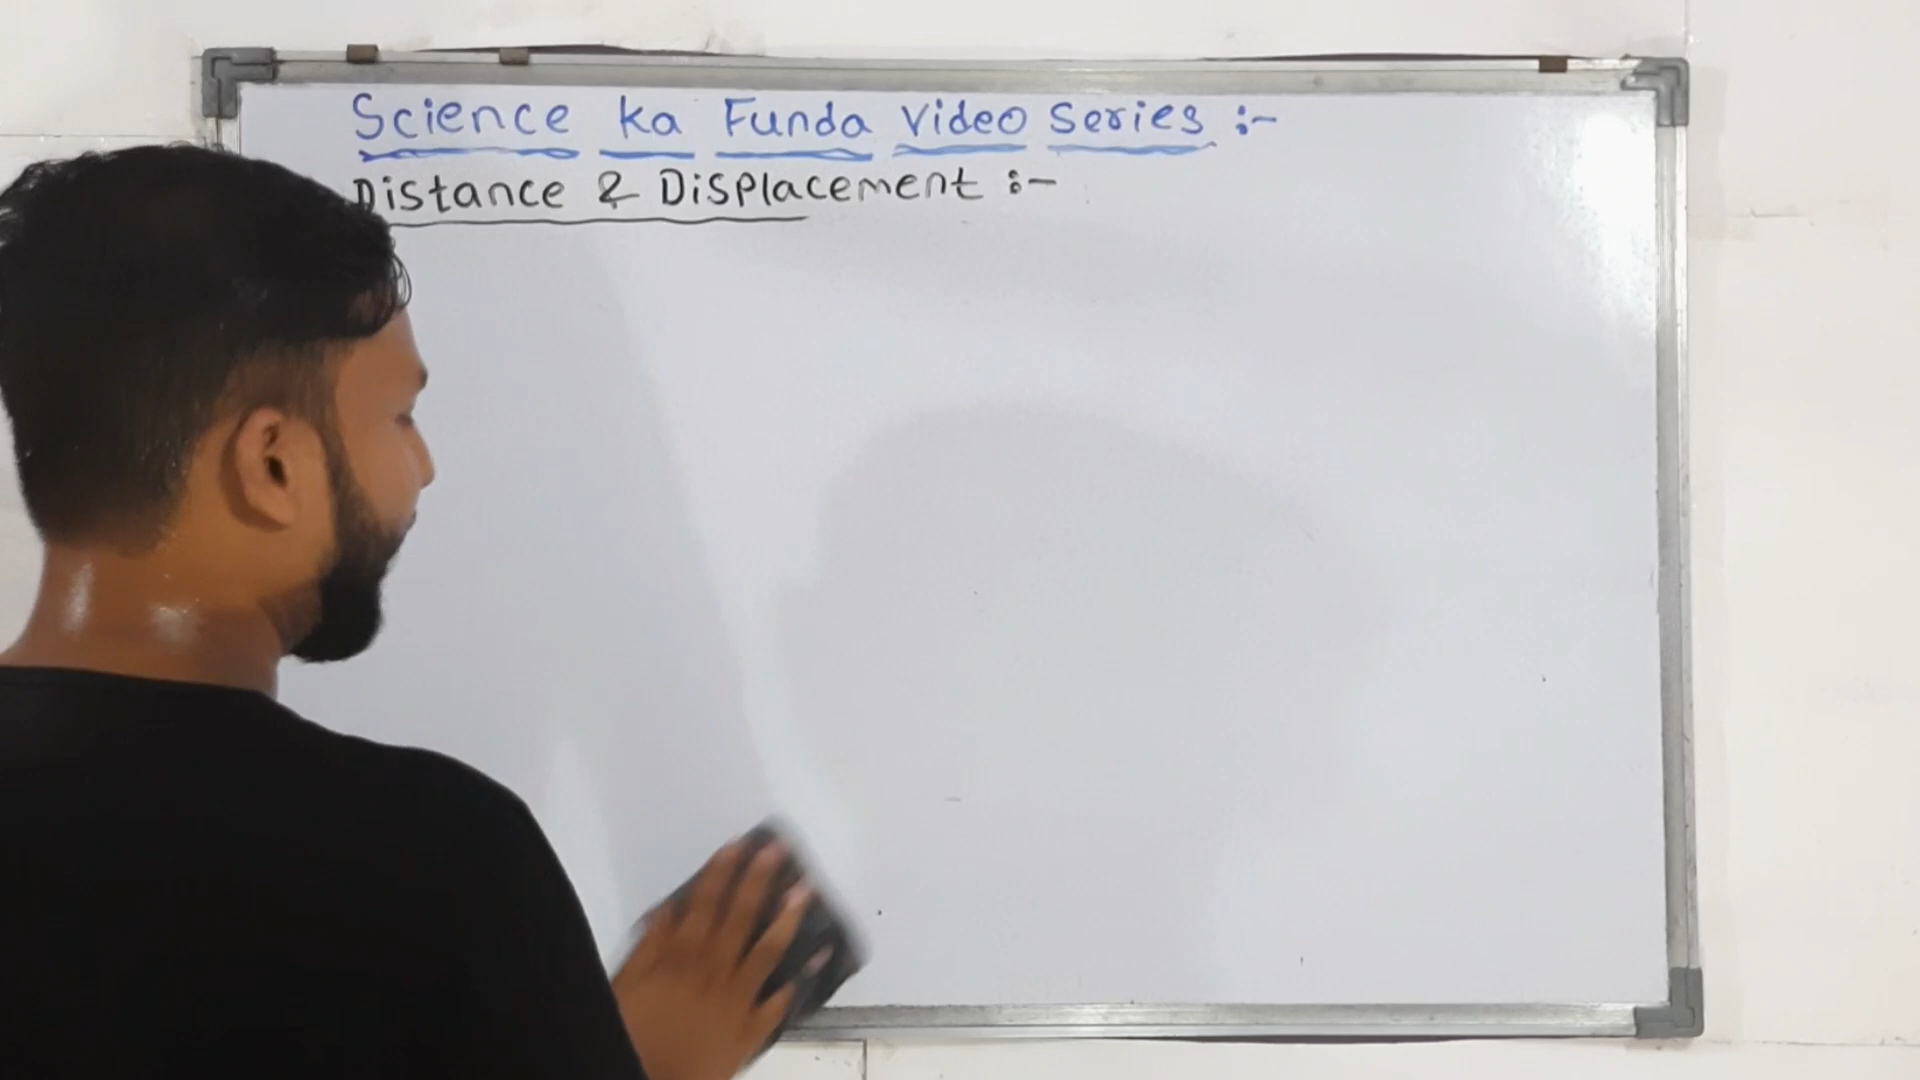 Science ka Funda Video Series :-
Distance & Displacement :-